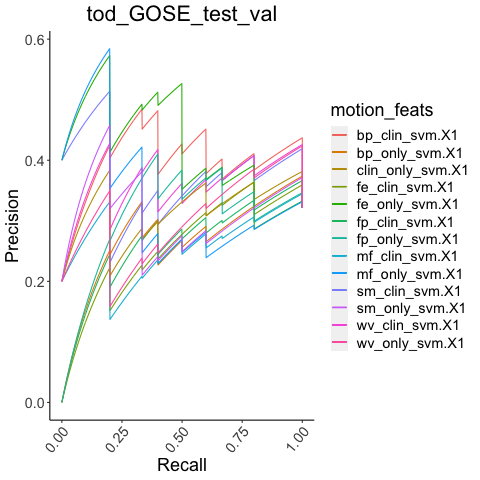 tod_GOSE_test_val
0.6
0.4
0.2
0.0
Precision
0.00
0.25
0.50
0.75
1.00
Recall
motion_feats
bp_clin_svm.X1
bp_only_svm.X1
clin_only_svm.X1
fe_clin_svm.X1
fe_only_svm.X1
fp_clin_svm.X1
fp_only_svm.X1
mf_clin_svm.X1
mf_only_svm.X1
sm_clin_svm.X1
sm_only_svm.X1
wv_clin_svm.X1
wv_only_svm.X1